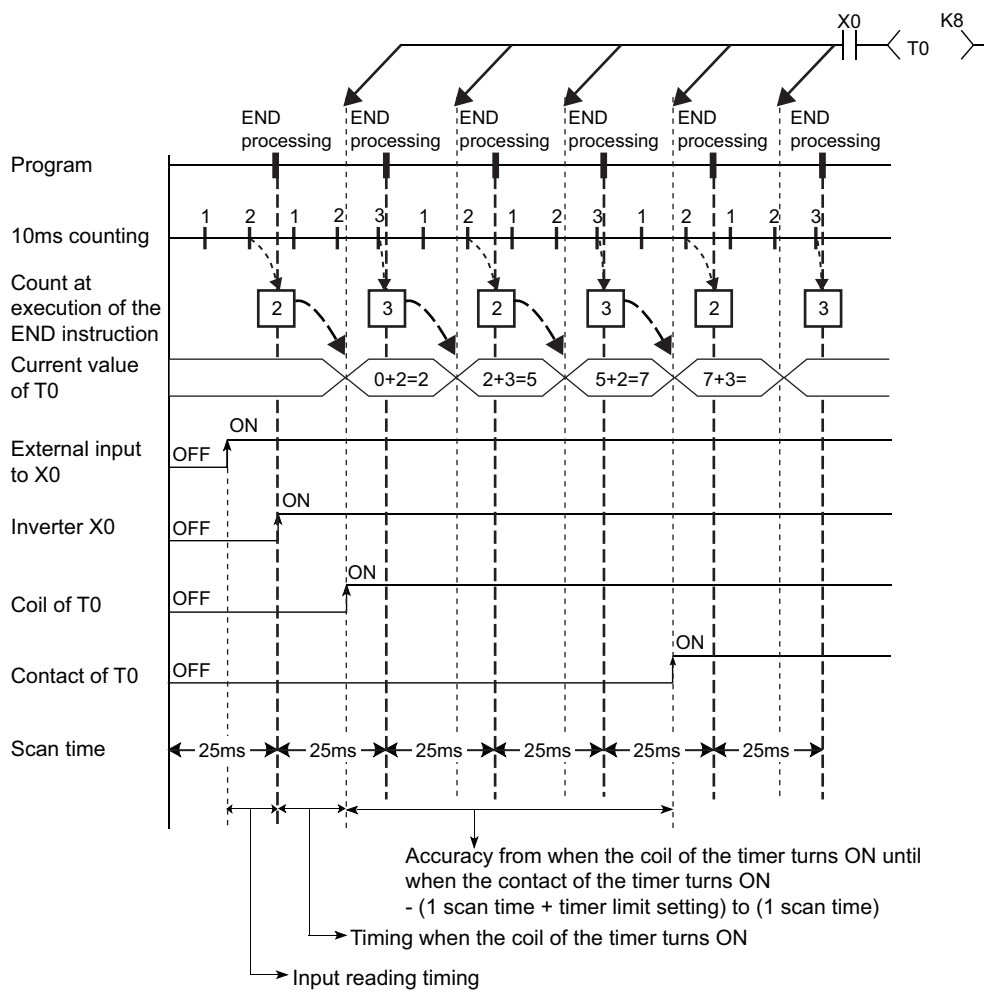 X0 K8
T0
END processing END processing END processing END processing END processing END processing
Program
1 2 1 2 3 1 2 1 2 3 1 2 1 2 3
10ms counting
Count at
execution of the
END instruction
2 3 2 3 2 3
Current value
of T0
0+2=2 2+3=5 5+2=7 7+3=
ON
External input
to X0
OFF
ON
Inverter X0
OFF
ON
Coil of T0
OFF
ON
Contact of T0
OFF
Scan time
25ms 25ms 25ms 25ms 25ms 25ms
Accuracy from when the coil of the timer turns ON until
when the contact of the timer turns ON
- (1 scan time + timer limit setting) to (1 scan time)
Timing when the coil of the timer turns ON
Input reading timing